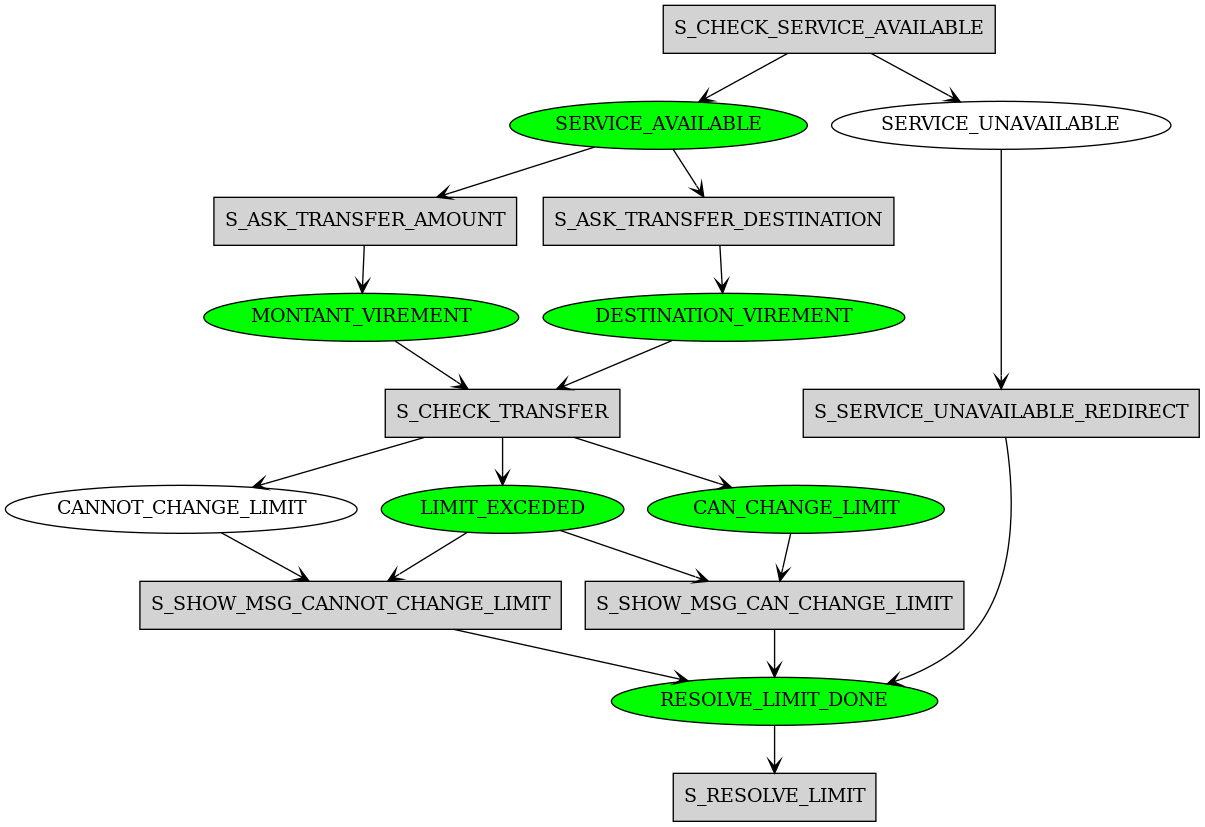 S_CHECK_SERVICE_AVAILABLE
SERVICE_AVAILABLE
SERVICE_UNAVAILABLE
S_ASK_TRANSFER_AMOUNT
S_ASK_TRANSFER_DESTINATION
MONTANT_VIREMENT
DESTINATION_VIREMENT
S_CHECK_TRANSFER
S_SERVICE_UNAVAILABLE_REDIRECT
CANNOT_CHANGE_LIMIT
LIMIT_EXCEDED
CAN_CHANGE_LIMIT
S_SHOW_MSG_CANNOT_CHANGE_LIMIT
S_SHOW_MSG_CAN_CHANGE_LIMIT
RESOLVE_LIMIT_DONE
S_RESOLVE_LIMIT